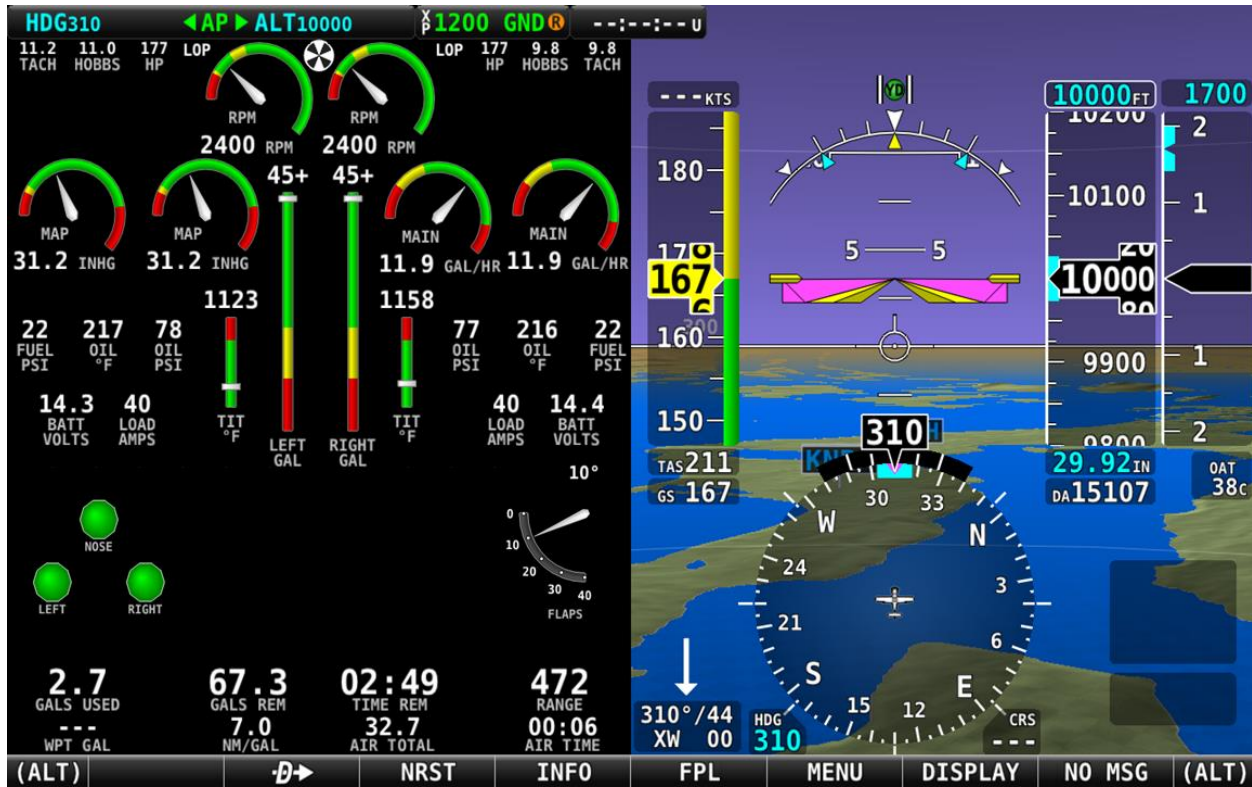 HDG310 AP ALT10000 XP 1200 GND R --:--:-- U
11.2 TACH
11.0 HOBBS
177 HP
LOP
LOP
177 HP
9.8 HOBBS
9.8 TACH
RPM
RPM
2400 RPM
2400 RPM
45+
45+
MAP
MAP
MAIN
MAIN
31.2 INHG
31.2 INHG
11.9 GAL/HR
11.9 GAL/HR
1123
1158
22 FUEL PSI
217 OIL °F
78 OIL PSI
77 OIL PSI
216 OIL °F
22 FUEL PSI
14.3 BATT VOLTS
40 LOAD AMPS
TIT °F
TIT °F
40 LOAD AMPS
14.4 BATT VOLTS
LEFT GAL
RIGHT GAL
10°
0
10
20
30
40
FLAPS
NOSE
LEFT
RIGHT
2.7 GALS USED
67.3 GALS REM
02:49 TIME REM
472 RANGE
--- WPT GAL
7.0 NM/GAL
32.7 AIR TOTAL
00:06 AIR TIME
--- KTS
YD
10000FT
1700
180
167
160
150
5 5
10200
10100
10000
20
80
9900
9800
2
1
1
2
300
TAS211
GS 167
310
29.92IN
DA15107
OAT 38C
30
33
N
3
6
E
12
15
S
21
24
W
310°/44
XW 00
HDG 310
CRS ---
(ALT) D NRST INFO FPL MENU DISPLAY NO MSG (ALT)